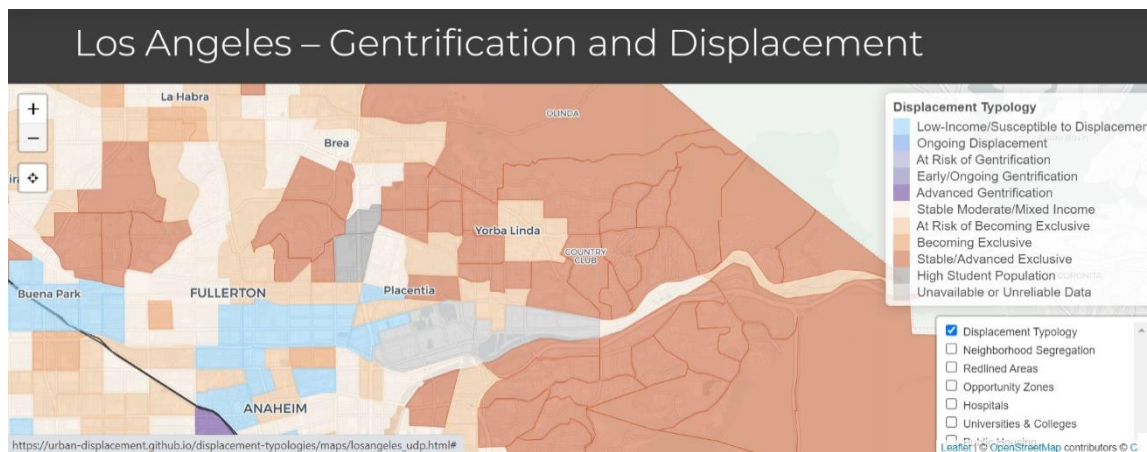 Los Angeles – Gentrification and Displacement
+
−
La Habra
OLINDA
Brea
Yorba Linda
COUNTRY
CLUB
Buena Park
FULLERTON
Placentia
ANAHEIM
Displacement Typology
Low-Income/Susceptible to Displacemen
Ongoing Displacement
At Risk of Gentrification
Early/Ongoing Gentrification
Advanced Gentrification
Stable Moderate/Mixed Income
At Risk of Becoming Exclusive
Becoming Exclusive
Stable/Advanced Exclusive
High Student Population
Unavailable or Unreliable Data
CORONITA
Displacement Typology
Neighborhood Segregation
Redlined Areas
Opportunity Zones
Hospitals
Universities & Colleges
Public Housing
https://urban-displacement.github.io/displacement-typologies/maps/losangeles_udp.html#
Leaflet | © OpenStreetMap contributors © C